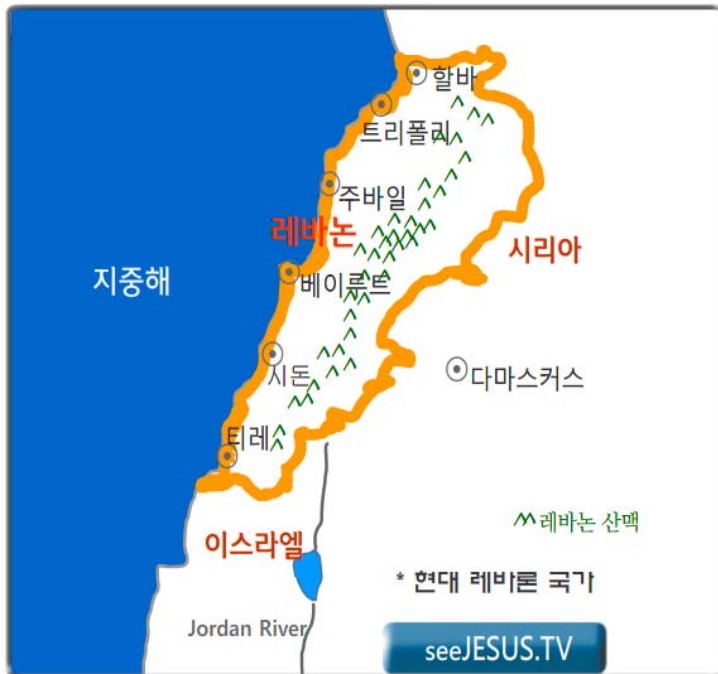 할바
트리폴리
주바일
레바논
시리아
지중해
베이루트
시돈
다마스커스
티레
레바논 산맥
이스라엘
* 현대 레바론 국가
Jordan River
seeJESUS.TV